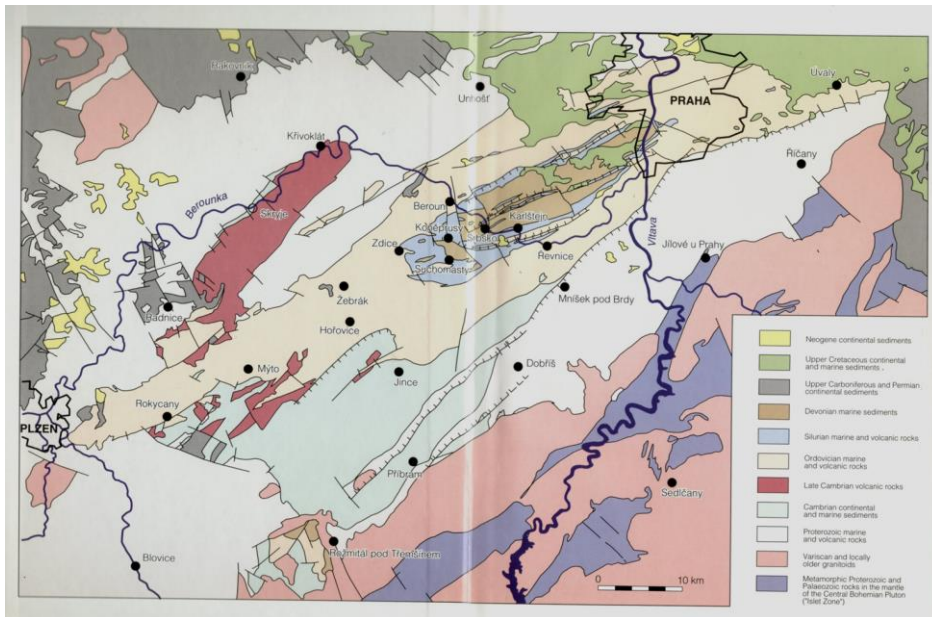 Rakovník
Unhošť
PRAHA
Úvaly
Křivoklát
Říčany
Berounka
Beroun
Skryje
Koněprusy
Srbsko
Karlštejn
Zdice
Vltava
Řevnice
Jílové u Prahy
Suchomasty
Žebrák
Mníšek pod Brdy
Radnice
Hořovice
Mýto
Jince
Dobříš
Rokycany
PLZEŇ
Příbram
Sedlčany
Rožmitál pod Třemšínem
Blovice
0 10 km
Neogene continental sediments
Upper Cretaceous continental
and marine sediments .
Upper Carboniferous and Permian
continental sediments
Devonian marine sediments
Silurian marine and volcanic rocks
Ordovician marine
and volcanic rocks
Late Cambrian volcanic rocks
Cambrian continental
and marine sediments
Proterozoic marine
and volcanic rocks
Variscan and locally
older granitoids
Metamorphic Proterozoic and
Palaeozoic rocks in the mantle
of the Central Bohemian Pluton
("Islet Zone")